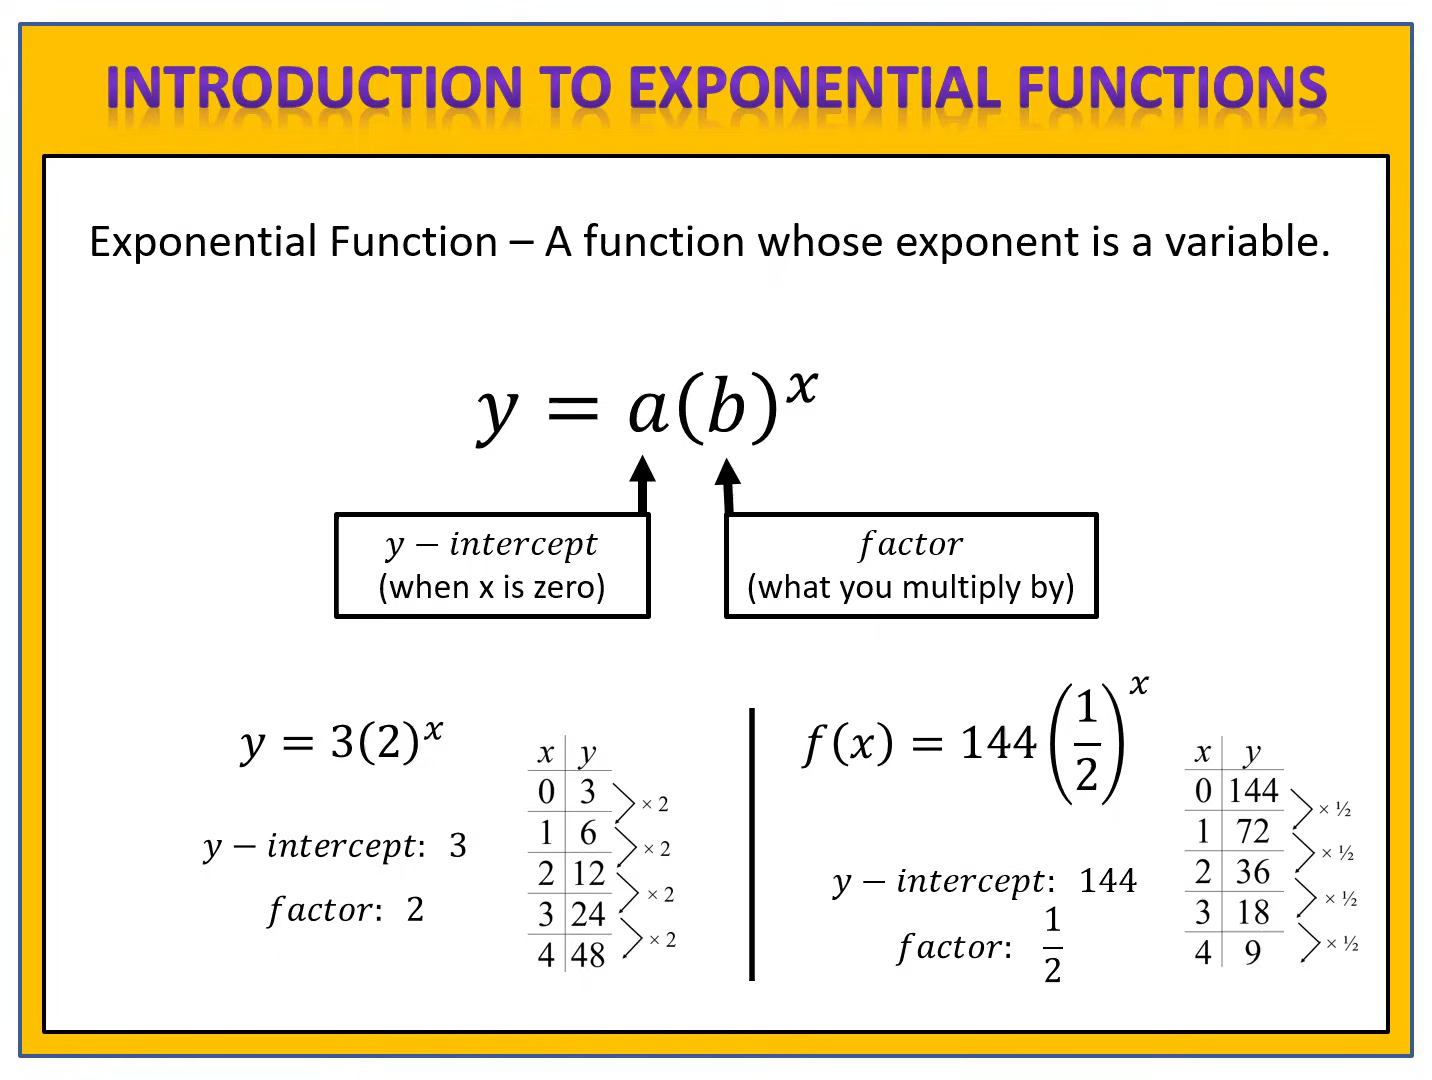 INTRODUCTION TO EXPONENTIAL FUNCTIONS
Exponential Function – A function whose exponent is a variable.
y = a(b)^x
y − intercept
(when x is zero)
factor
(what you multiply by)
y = 3(2)^x
y − intercept: 3
factor: 2
x y
0 3
× 2
1 6
× 2
2 12
× 2
3 24
× 2
4 48
f(x) = 144(1/2)^x
y − intercept: 144
factor: 1/2
x y
0 144
× ½
1 72
× ½
2 36
× ½
3 18
× ½
4 9